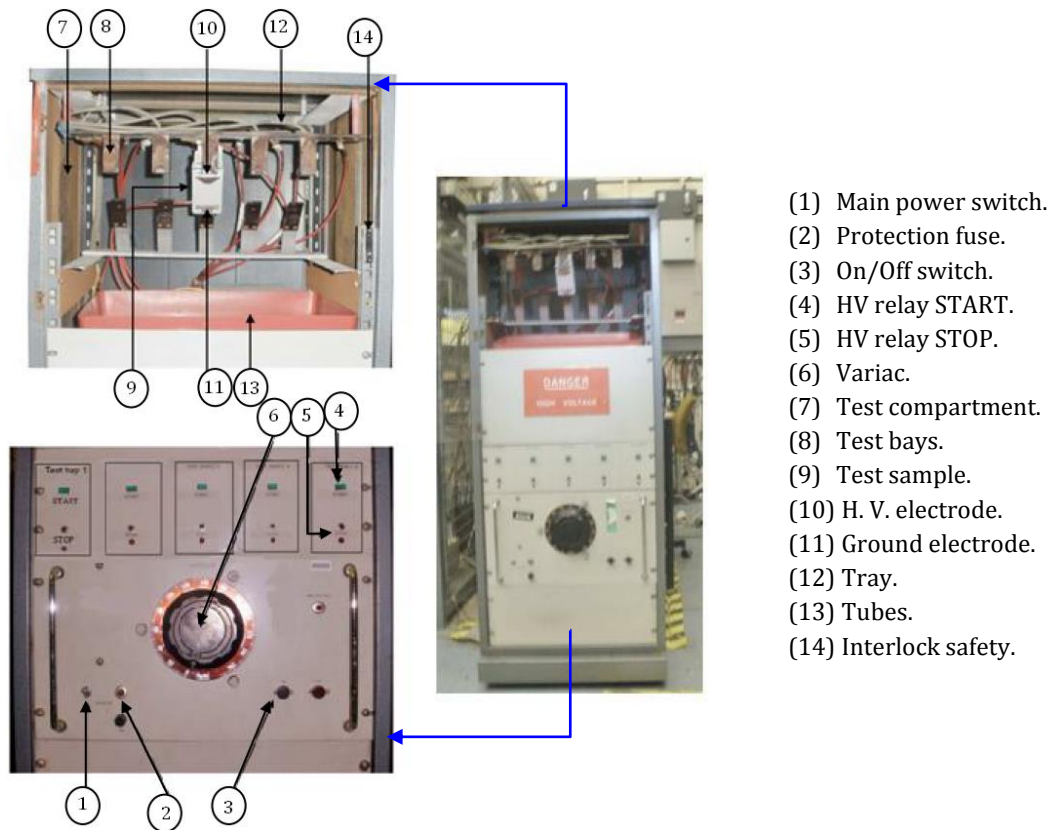 7
8
10
12
14
9
11
13
6
5
4
Test tray 1
START
STOP
1
2
3
DANGER
HIGH VOLTAGE
(1) Main power switch.
(2) Protection fuse.
(3) On/Off switch.
(4) HV relay START.
(5) HV relay STOP.
(6) Variac.
(7) Test compartment.
(8) Test bays.
(9) Test sample.
(10) H. V. electrode.
(11) Ground electrode.
(12) Tray.
(13) Tubes.
(14) Interlock safety.